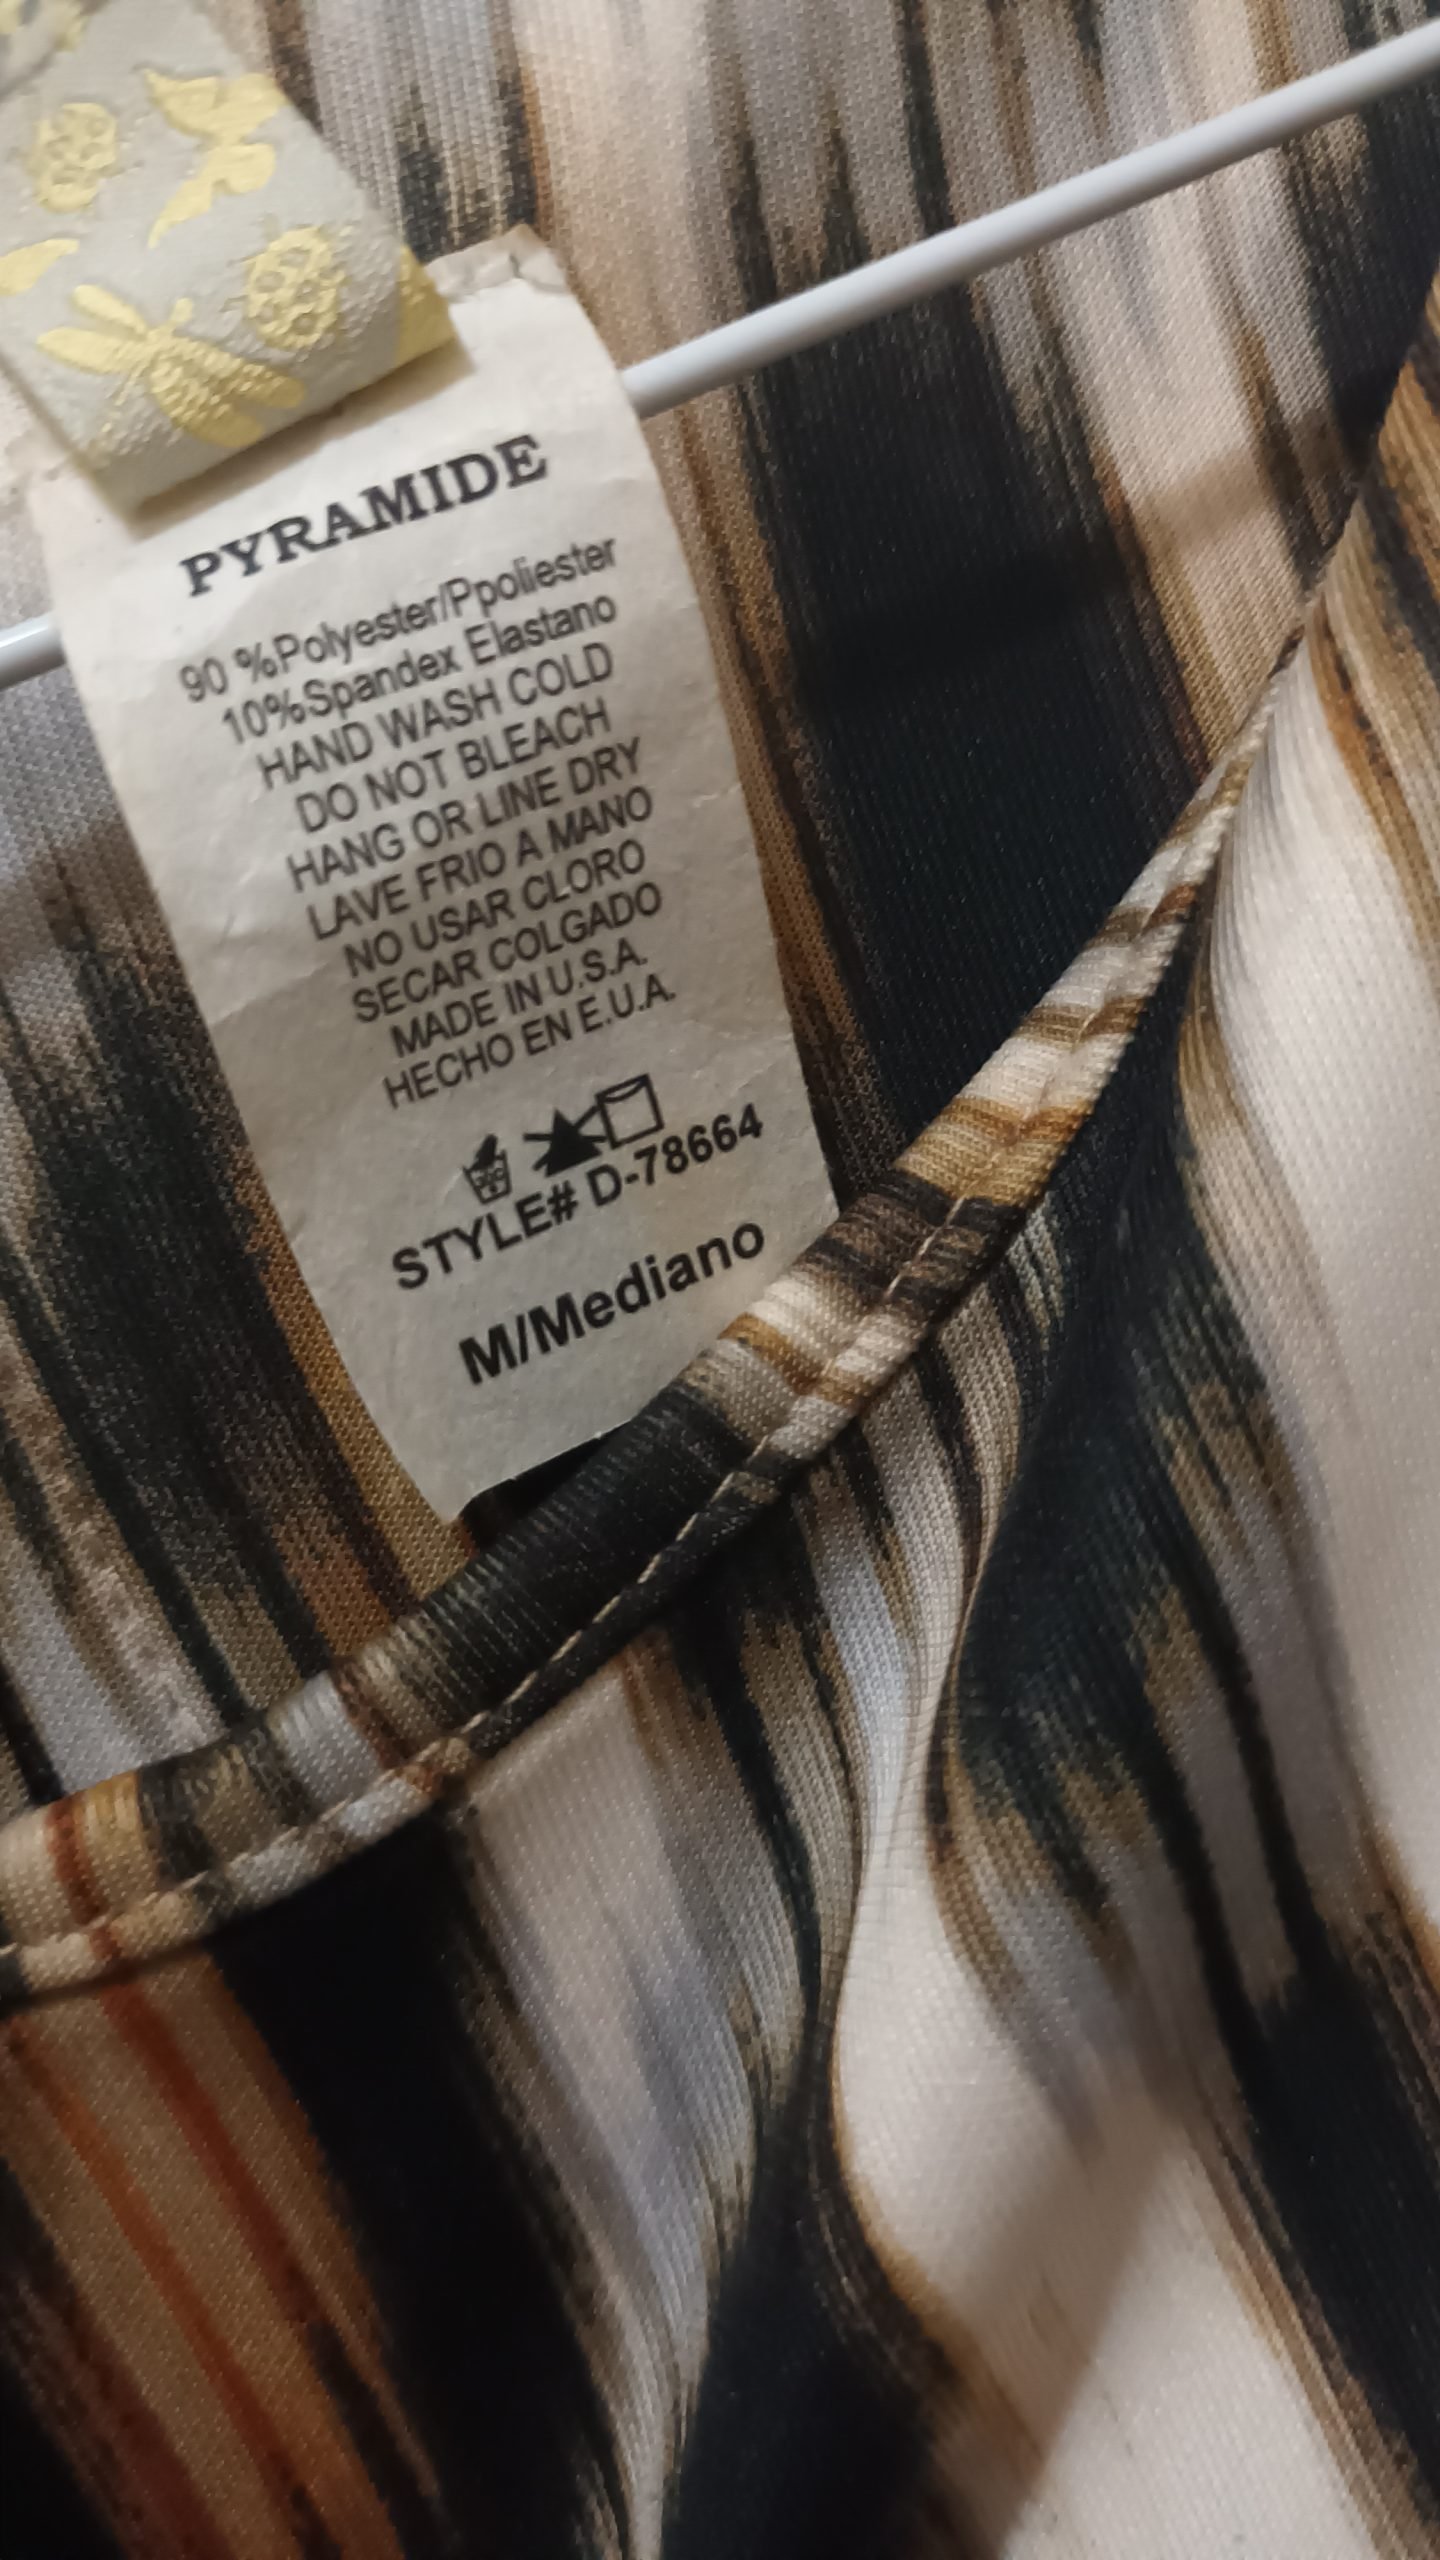 PYRAMIDE
90 %Polyester/Ppoliester
10%Spandex Elastano
HAND WASH COLD
DO NOT BLEACH
HANG OR LINE DRY
LAVE FRIO A MANO
NO USAR CLORO
SECAR COLGADO
MADE IN U.S.A.
HECHO EN E.U.A.
STYLE# D-78664
M/Mediano